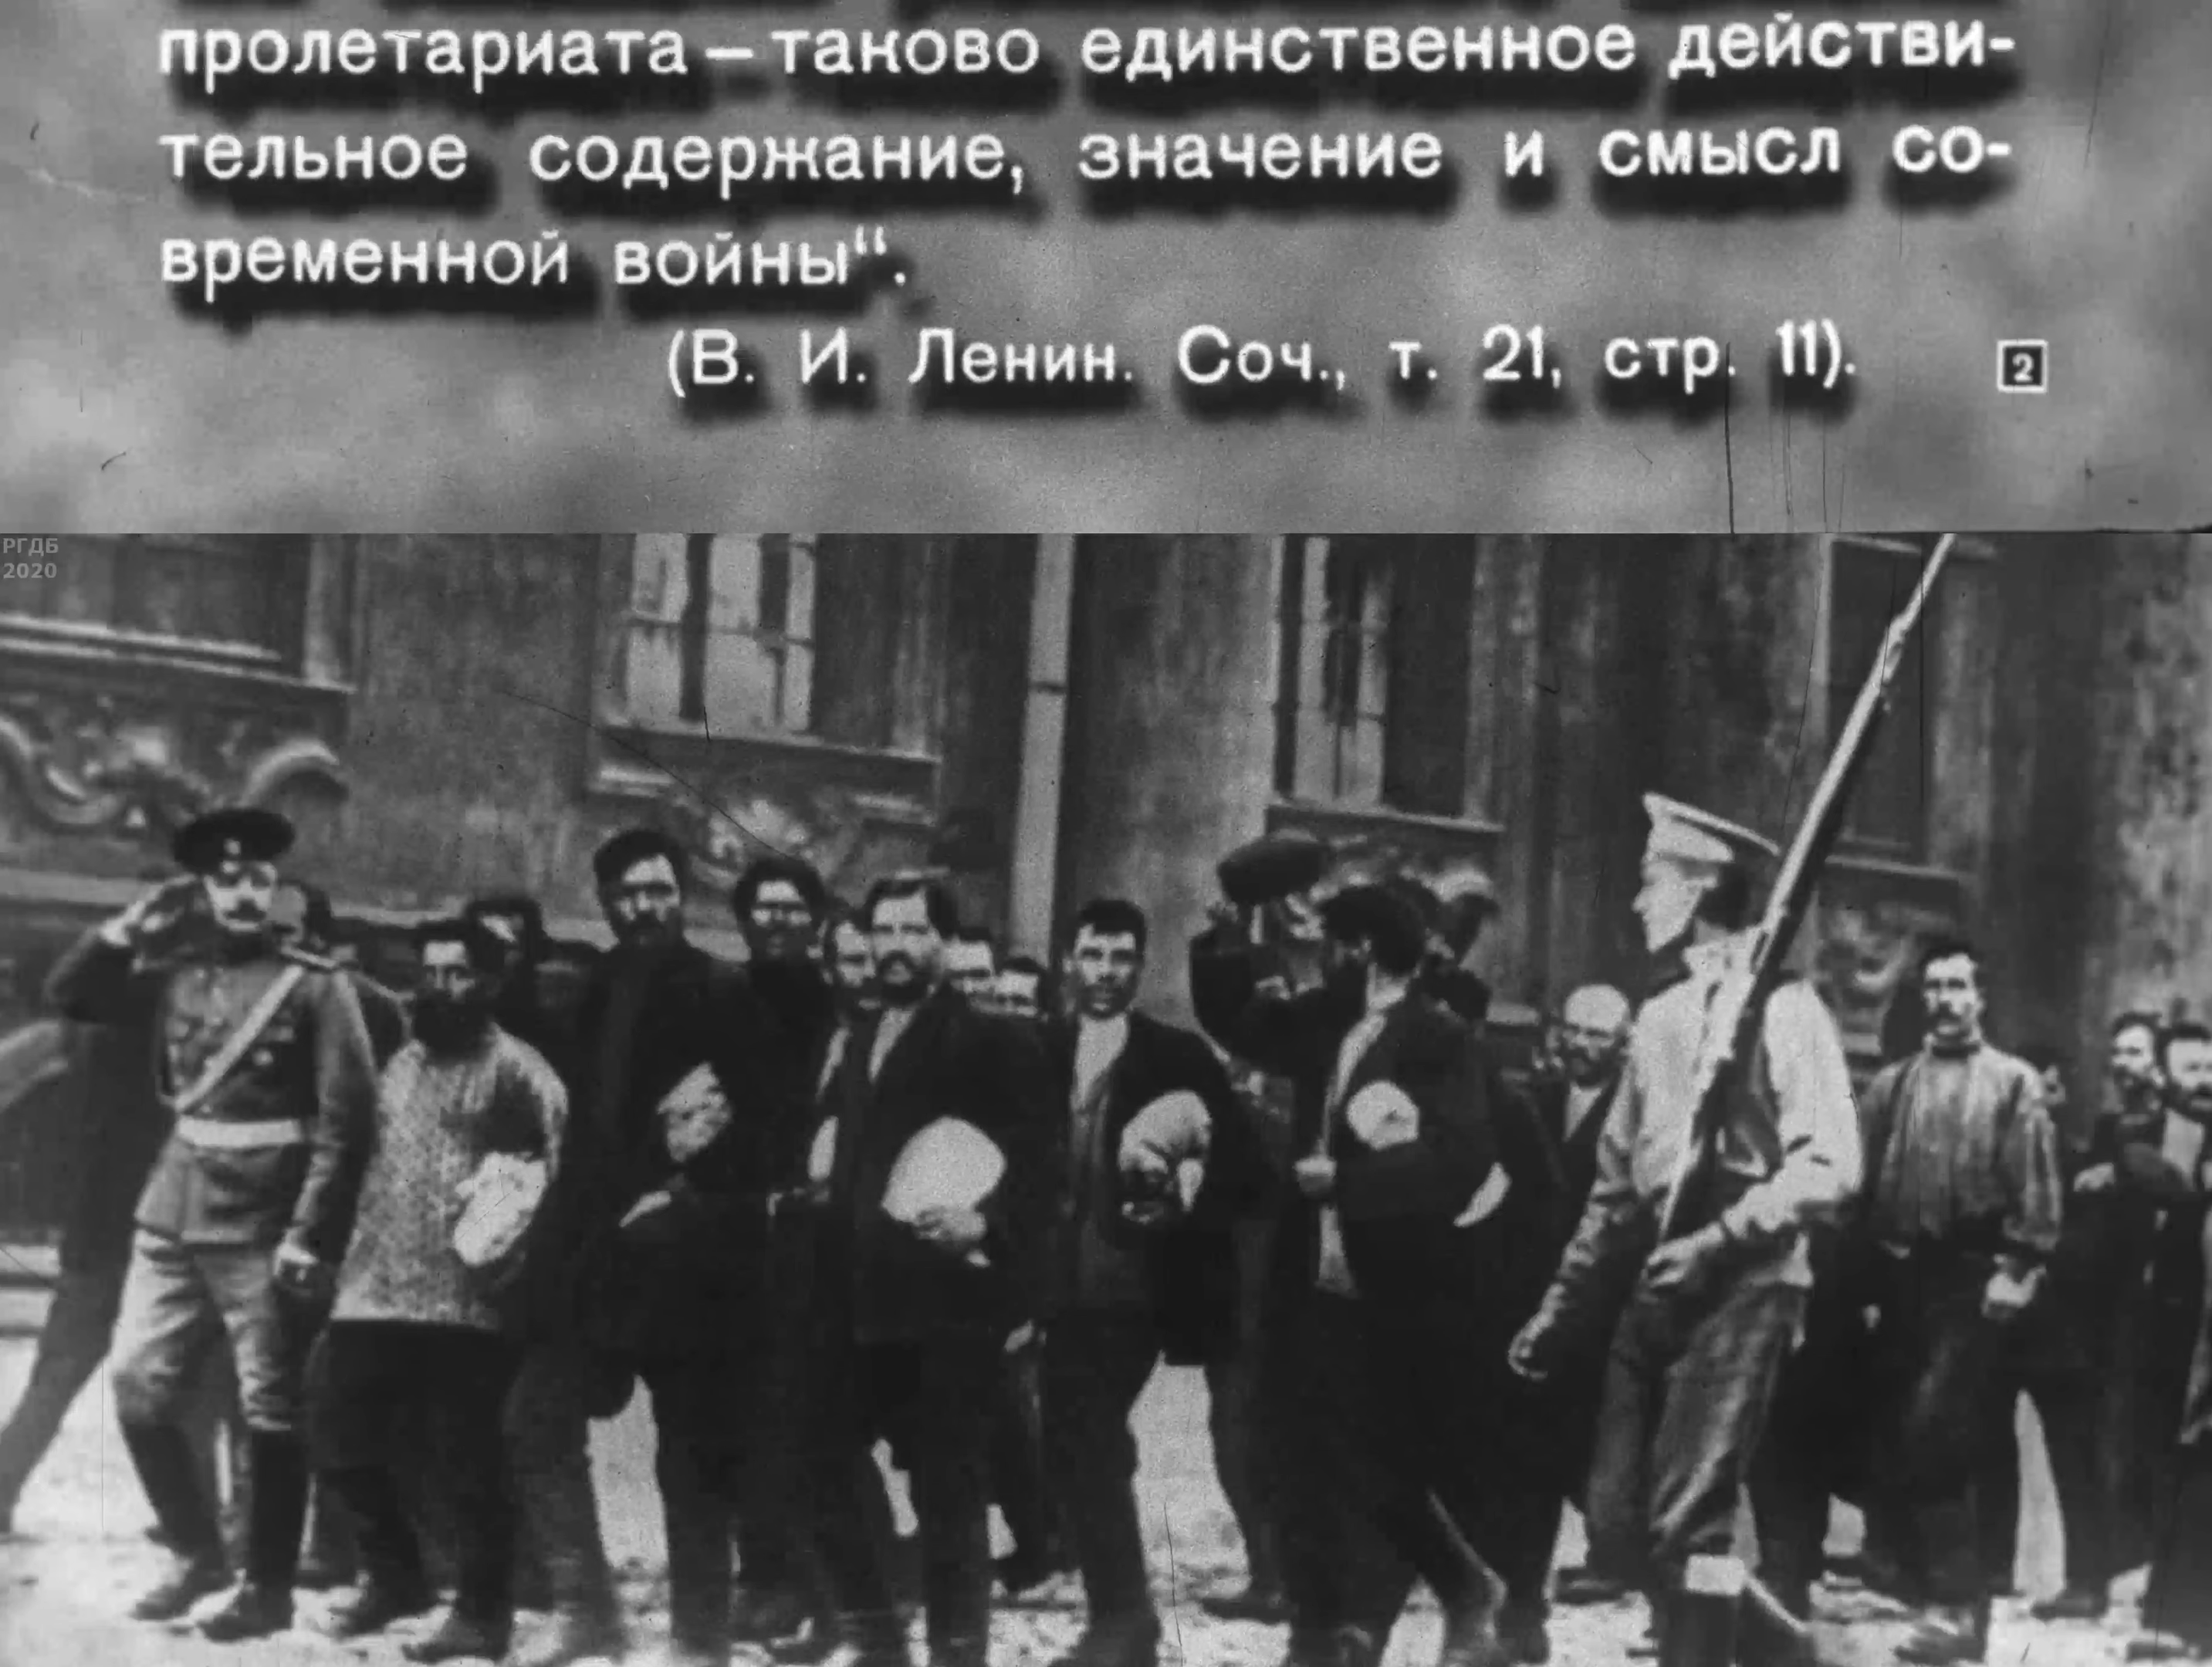 пролетариата – таково единственное действи-
тельное содержание, значение и смысл со-
временной войны“.
(В. И. Ленин. Соч., т. 21, стр. 11).
2
РГДБ
2020